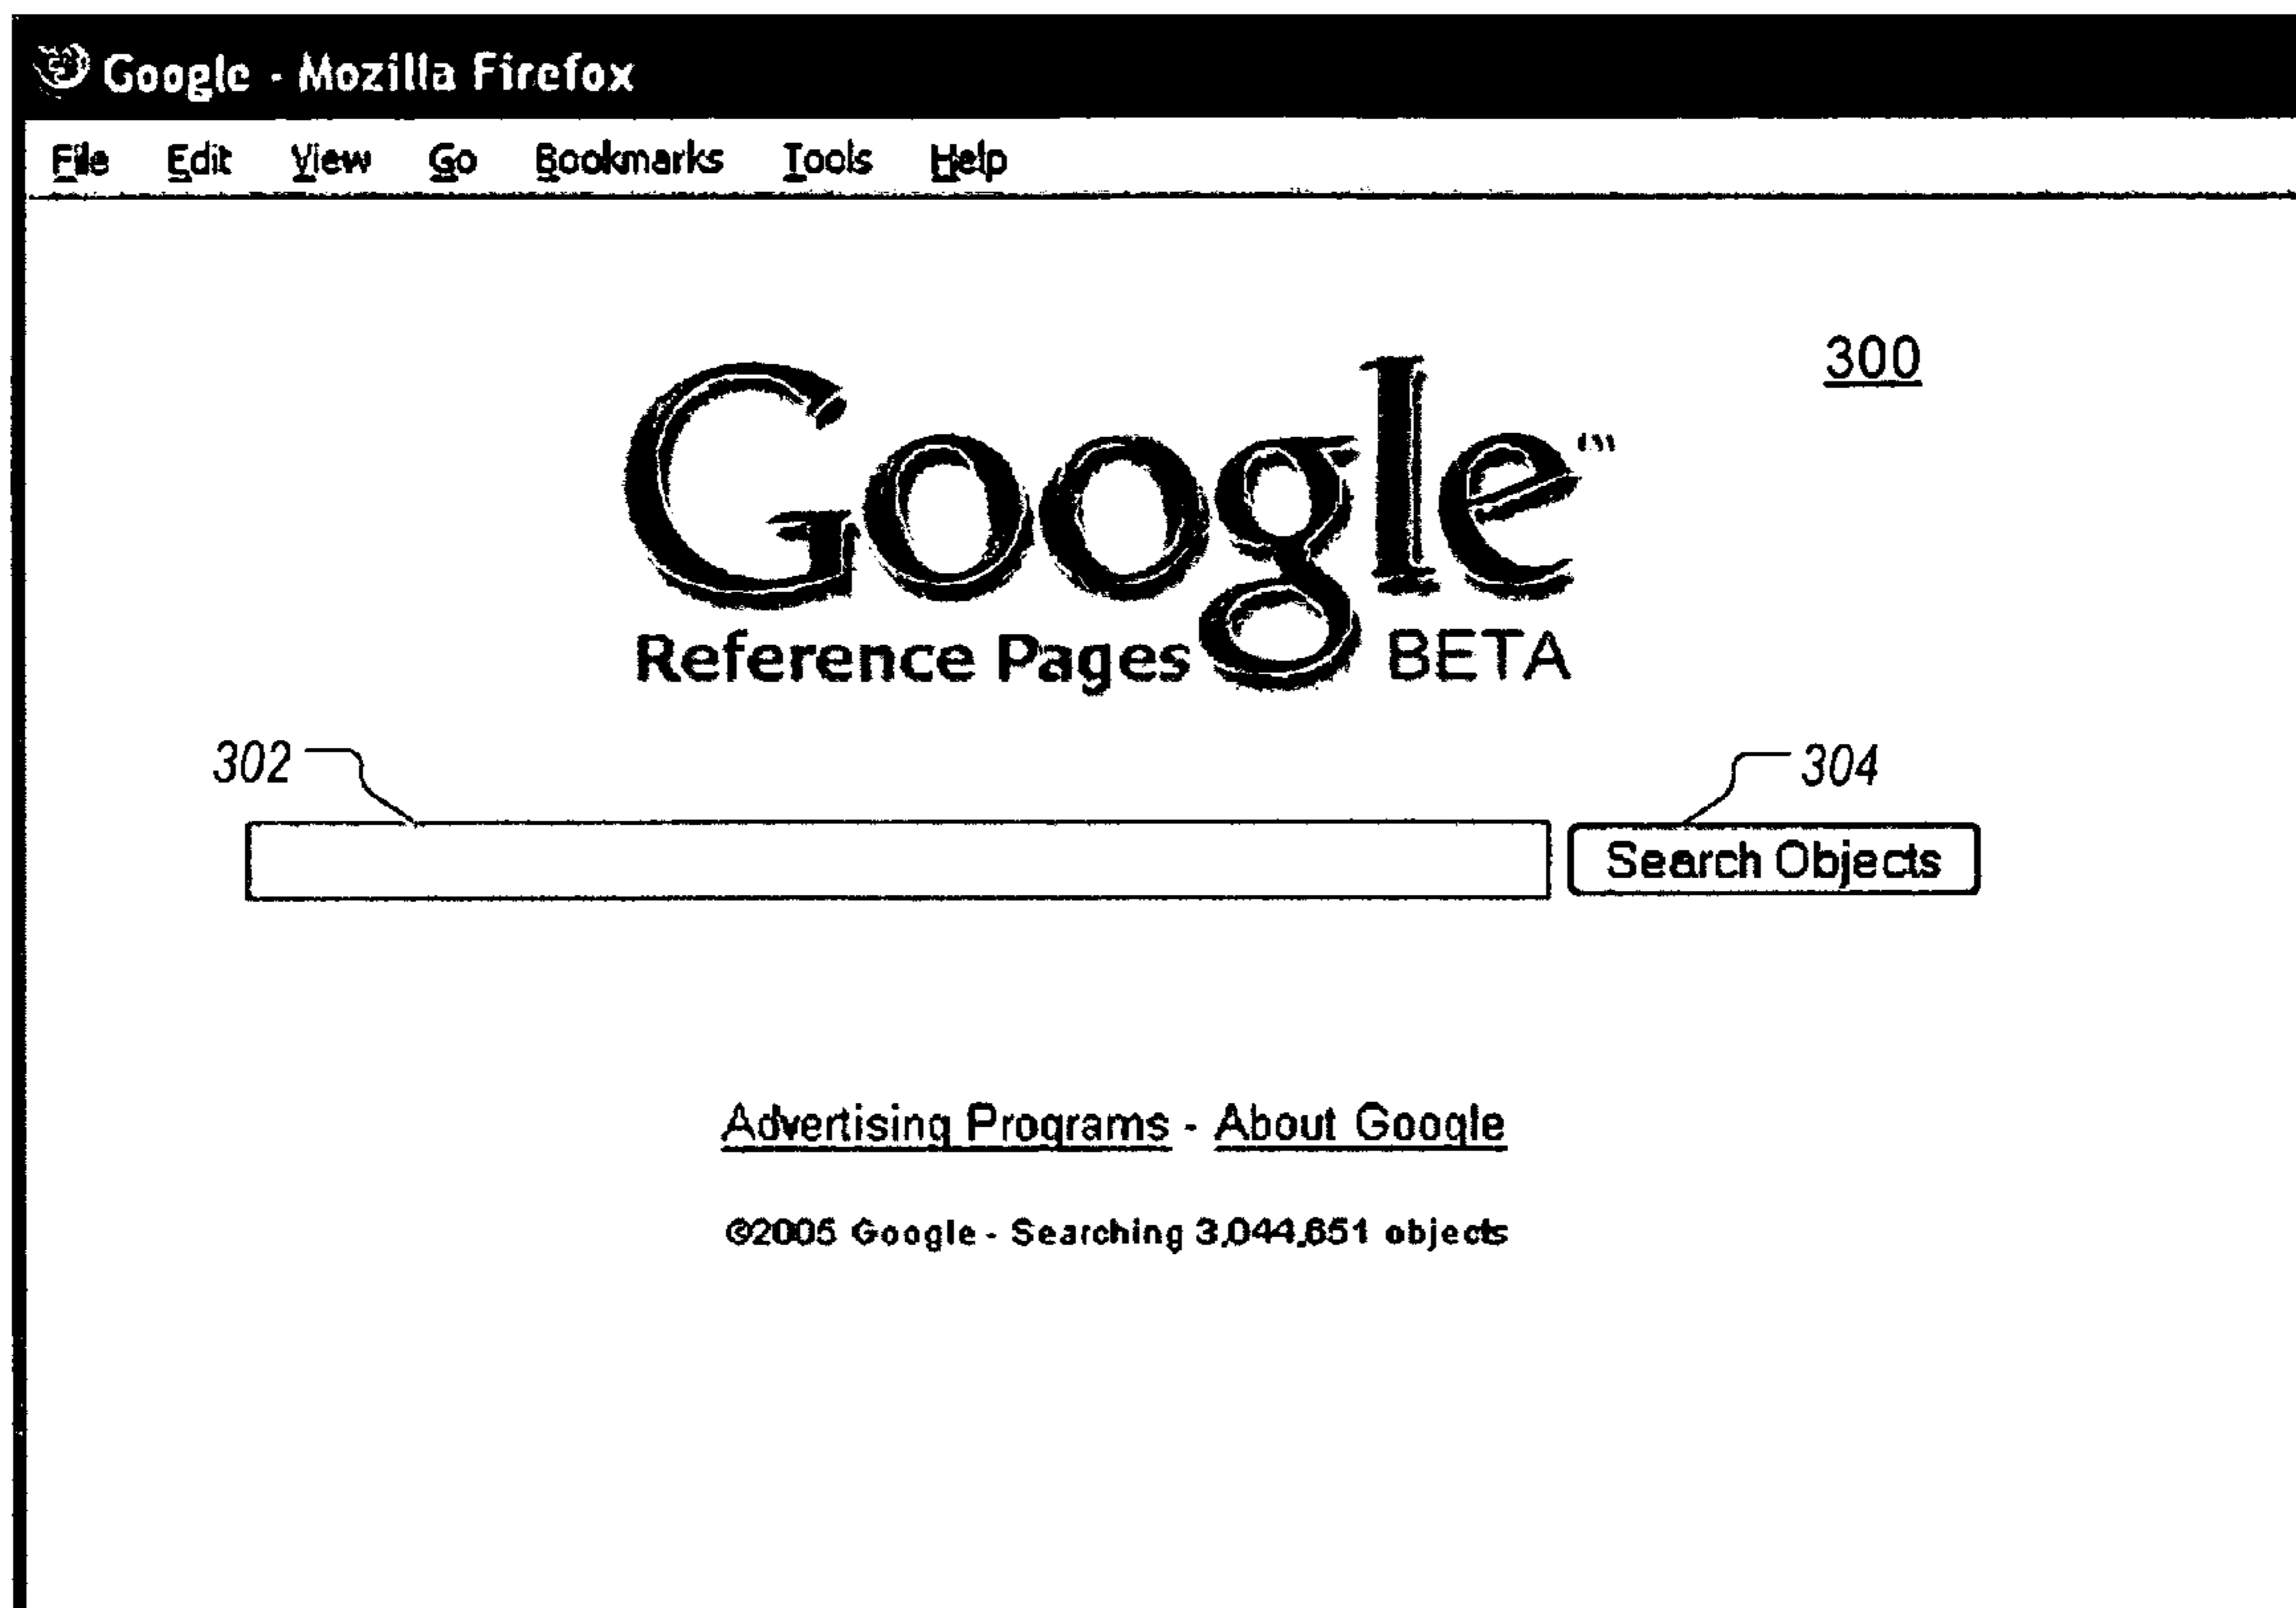 Google - Mozilla Firefox
File Edit View Go Bookmarks Tools Help
300
Google™
Reference Pages BETA
302
304
Search Objects
Advertising Programs - About Google
©2005 Google - Searching 3,044,651 objects